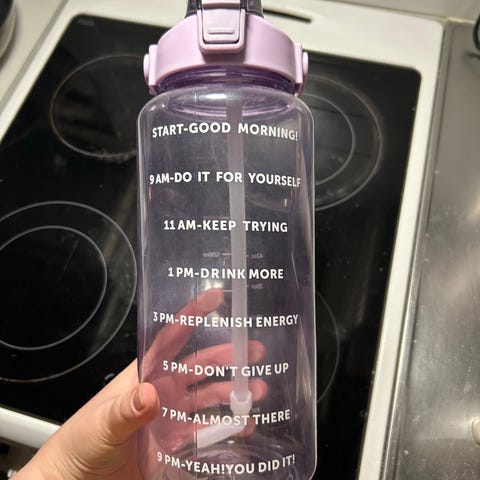 START-GOOD MORNING!
9 AM-DO IT FOR YOURSELF
11 AM-KEEP TRYING
1 PM-DRINK MORE
3 PM-REPLENISH ENERGY
5 PM-DON'T GIVE UP
7 PM-ALMOST THERE
9 PM-YEAH!YOU DID IT!